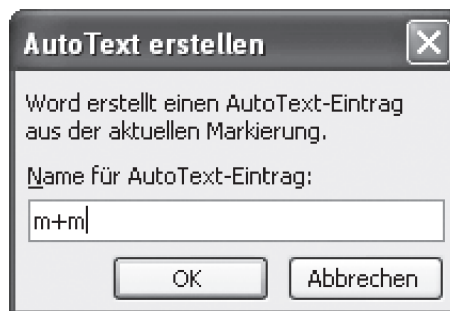 AutoText erstellen
Word erstellt einen AutoText-Eintrag
aus der aktuellen Markierung.
Name für AutoText-Eintrag:
m+m
OK Abbrechen